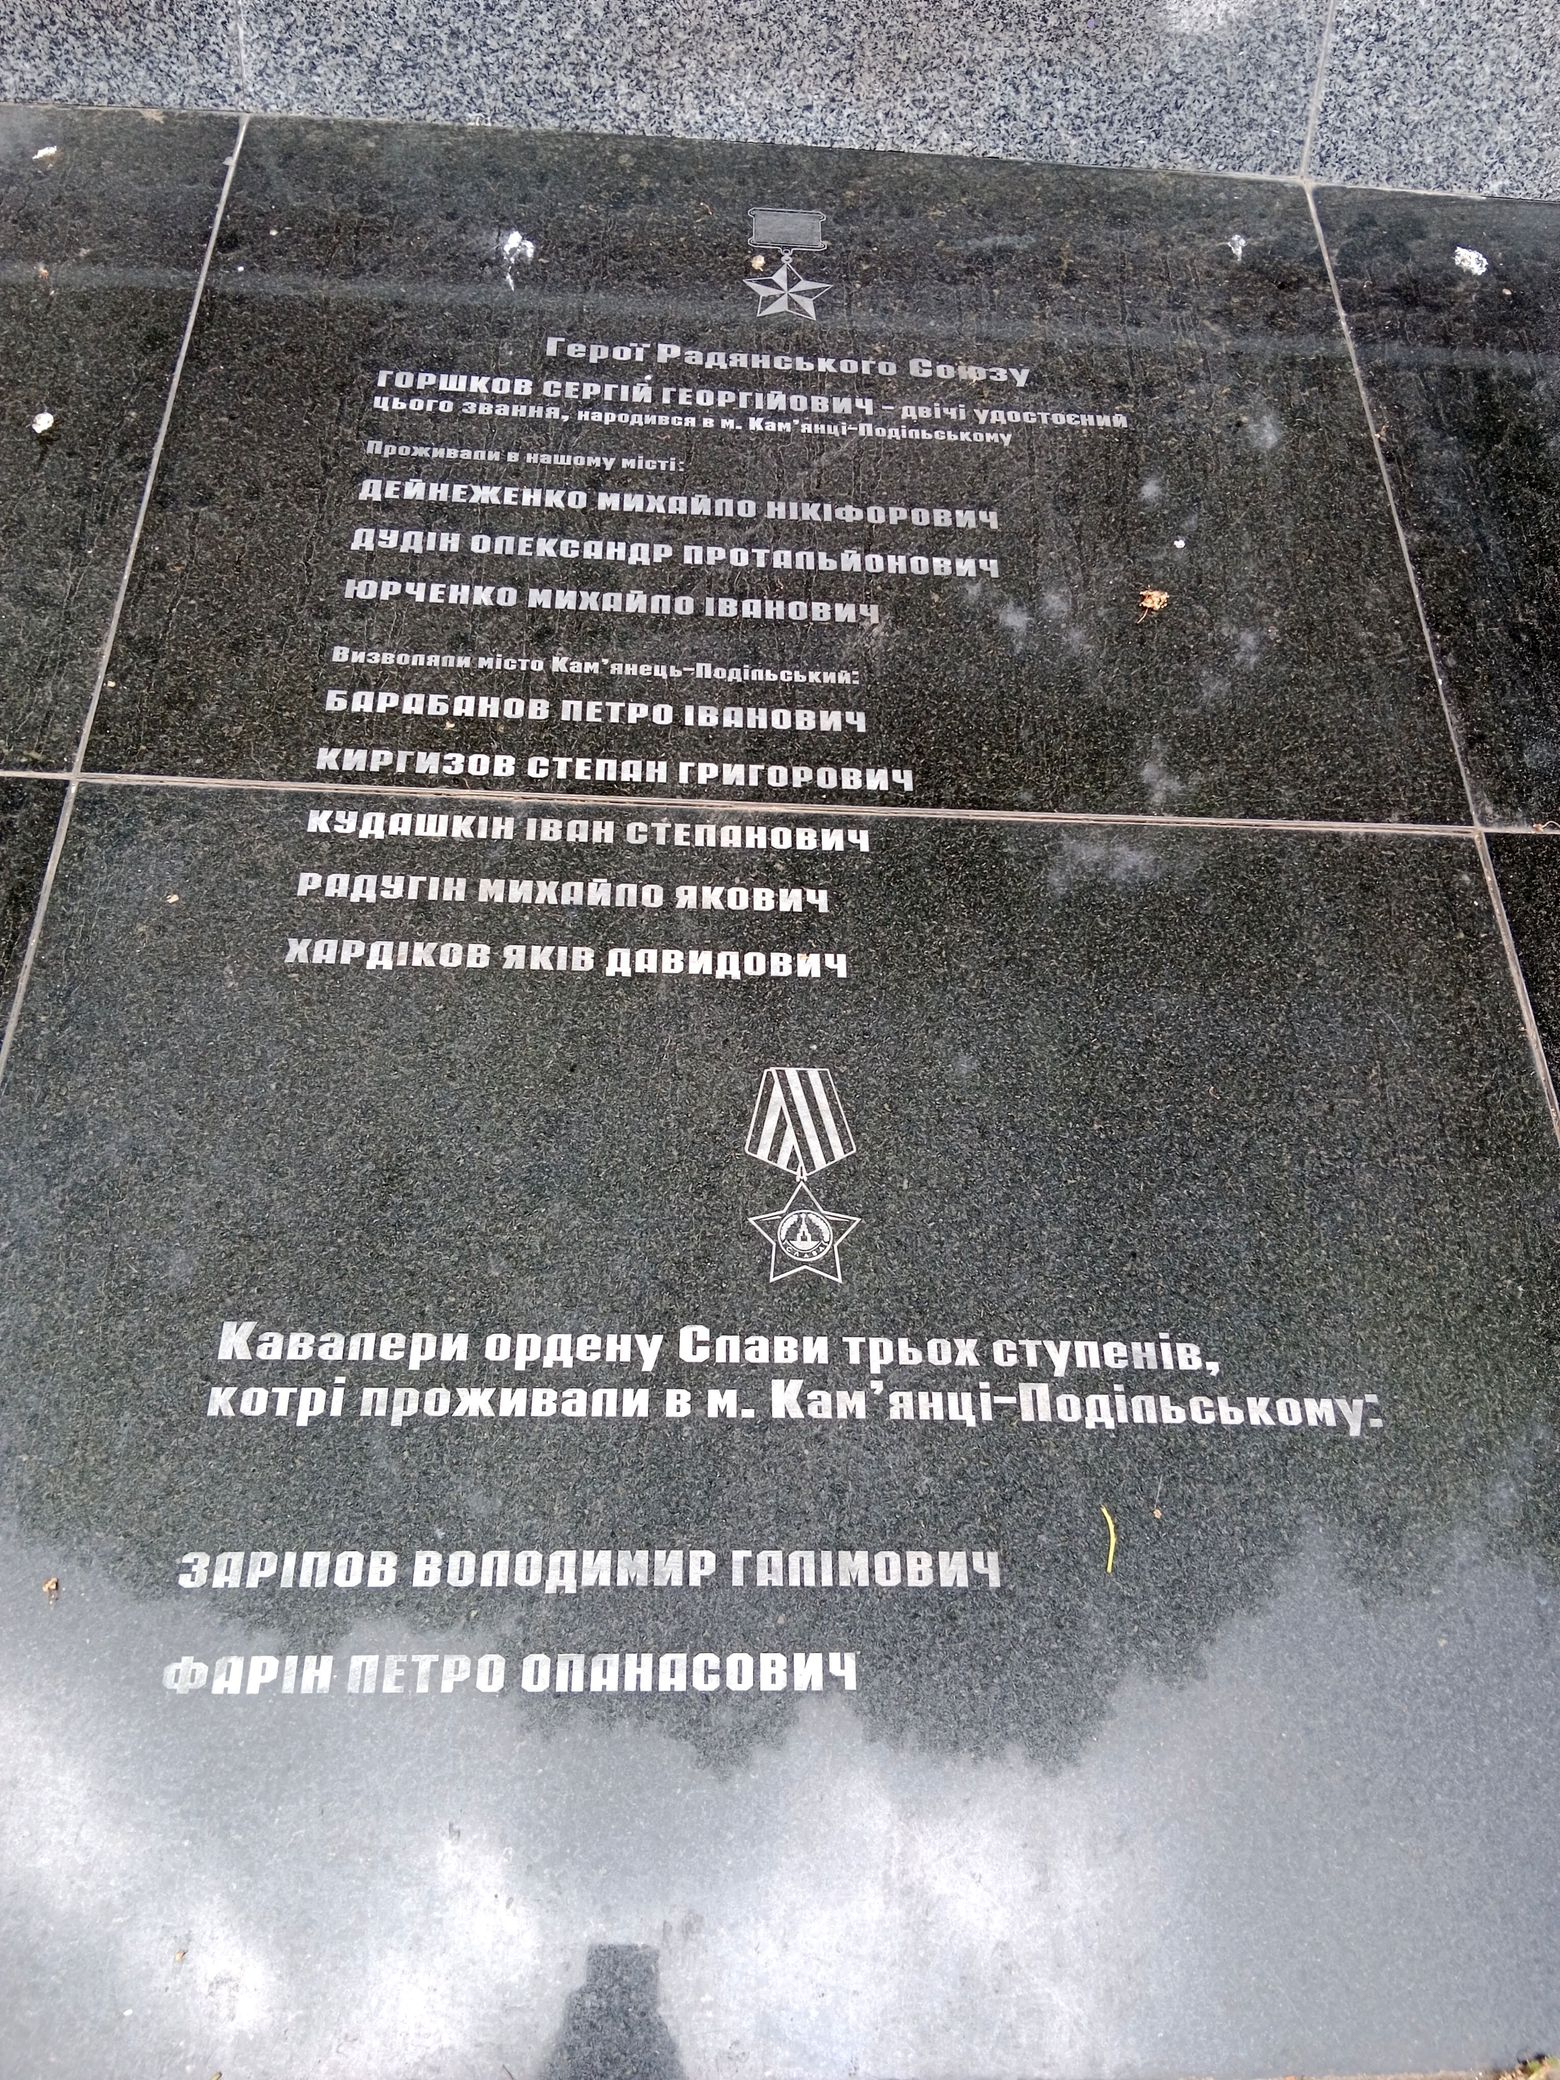 Герої Радянського Союзу
ГОРШКОВ СЕРГІЙ ГЕОРГІЙОВИЧ – двічі удостоєний
цього звання, народився в м. Кам'янці-Подільському
Проживали в нашому місті:
ДЕЙНЕЖЕНКО МИХАЙЛО НІКІФОРОВИЧ
ДУДІН ОЛЕКСАНДР ПРОТАЛЬЙОНОВИЧ
ЮРЧЕНКО МИХАЙЛО ІВАНОВИЧ
Визволяли місто Кам'янець-Подільський:
БАРАБАНОВ ПЕТРО ІВАНОВИЧ
КИРГИЗОВ СТЕПАН ГРИГОРОВИЧ
КУДАШКІН ІВАН СТЕПАНОВИЧ
РАДУГІН МИХАЙЛО ЯКОВИЧ
ХАРДІКОВ ЯКІВ ДАВИДОВИЧ
СЛАВА
Кавалери ордену Слави трьох ступенів,
котрі проживали в м. Кам'янці-Подільському:
ЗАРІПОВ ВОЛОДИМИР ГАЛІМОВИЧ
ФАРІН ПЕТРО ОПАНАСОВИЧ